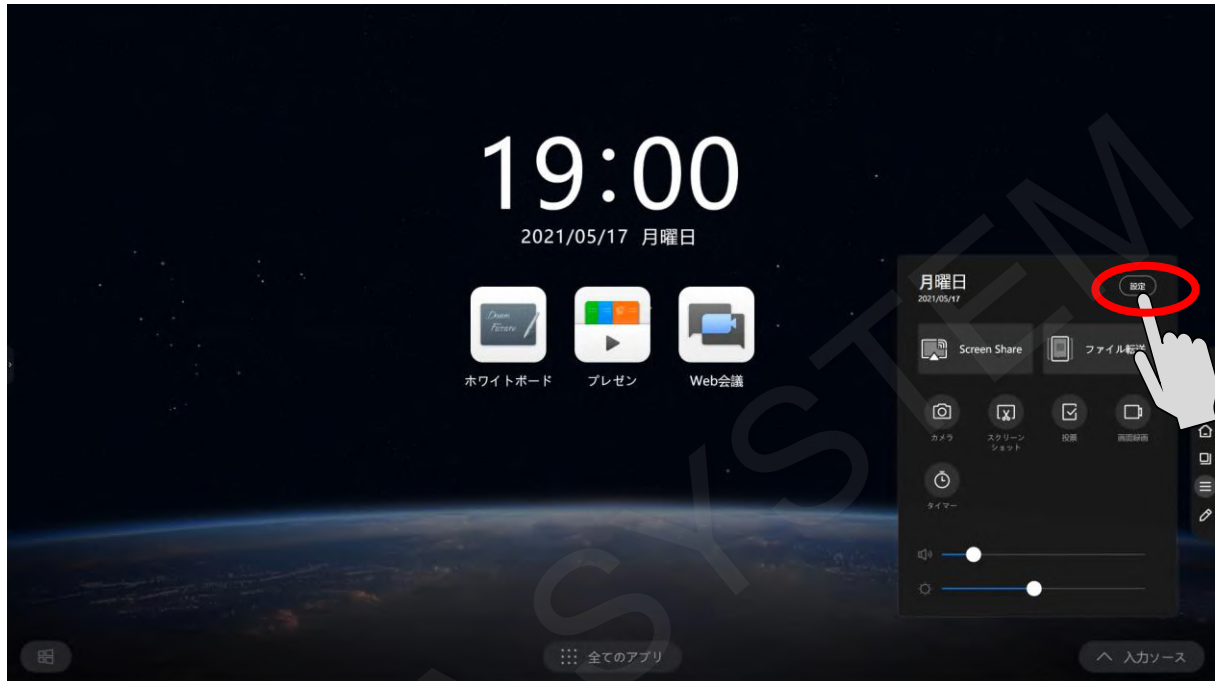 19:00
2021/05/17 月曜日
ホワイトボード
プレゼン
Web会議
月曜日
2021/05/17
設定
Screen Share
ファイル転送
カメラ
スクリーン
ショット
投票
画面録画
タイマー
全てのアプリ
入力ソース
SYSTEM